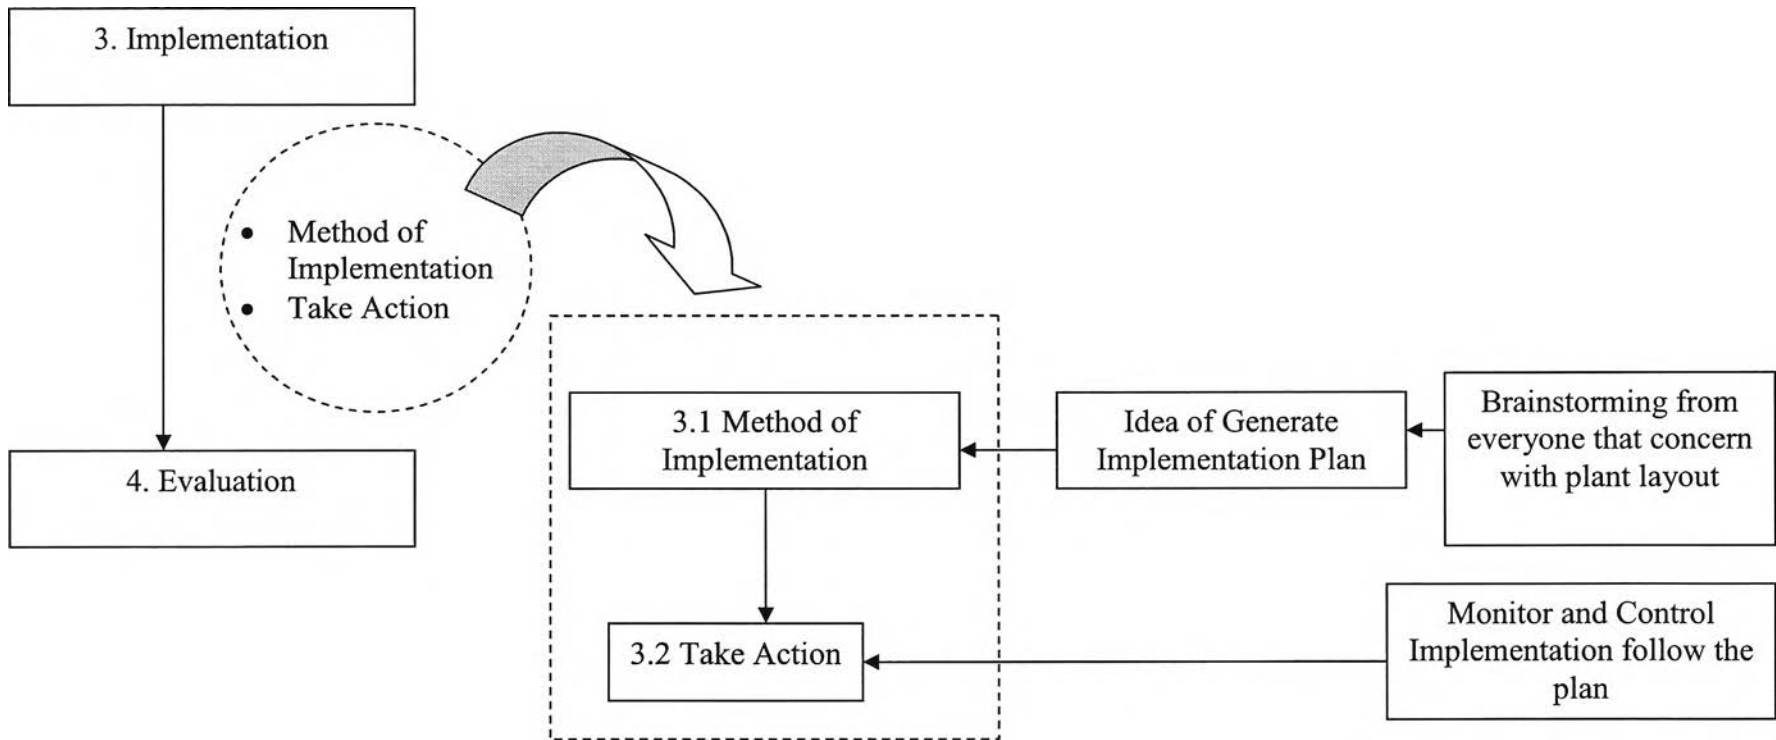 3. Implementation
• Method of
Implementation
• Take Action
4. Evaluation
3.1 Method of
Implementation
Idea of Generate
Implementation Plan
Brainstorming from
everyone that concern
with plant layout
3.2 Take Action
Monitor and Control
Implementation follow the
plan